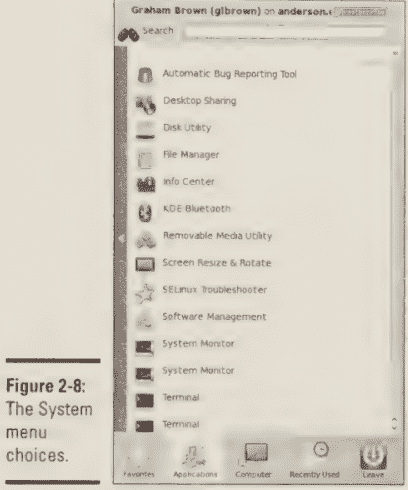 Graham Brown (glbrown) on anderson.
Search
Automatic Bug Reporting Tool
Desktop Sharing
Disk Utility
File Manager
Info Center
KDE Bluetooth
Removable Media Utility
Screen Resize & Rotate
SELinux Troubleshooter
Software Management
System Monitor
System Monitor
Terminal
Terminal
Favorites Applications Computer Recently Used Leave
Figure 2-8:
The System
menu
choices.